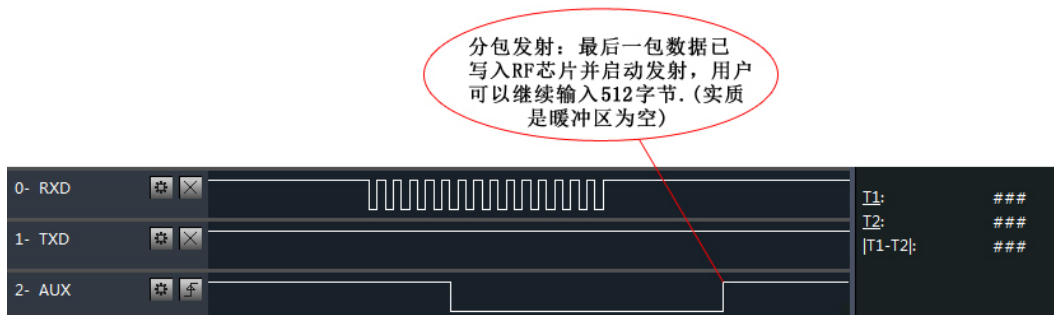 分包发射：最后一包数据已
写入RF芯片并启动发射，用户
可以继续输入512字节.(实质
是暖冲区为空)
0- RXD
1- TXD
2- AUX
T1: ###
T2: ###
|T1-T2|: ###